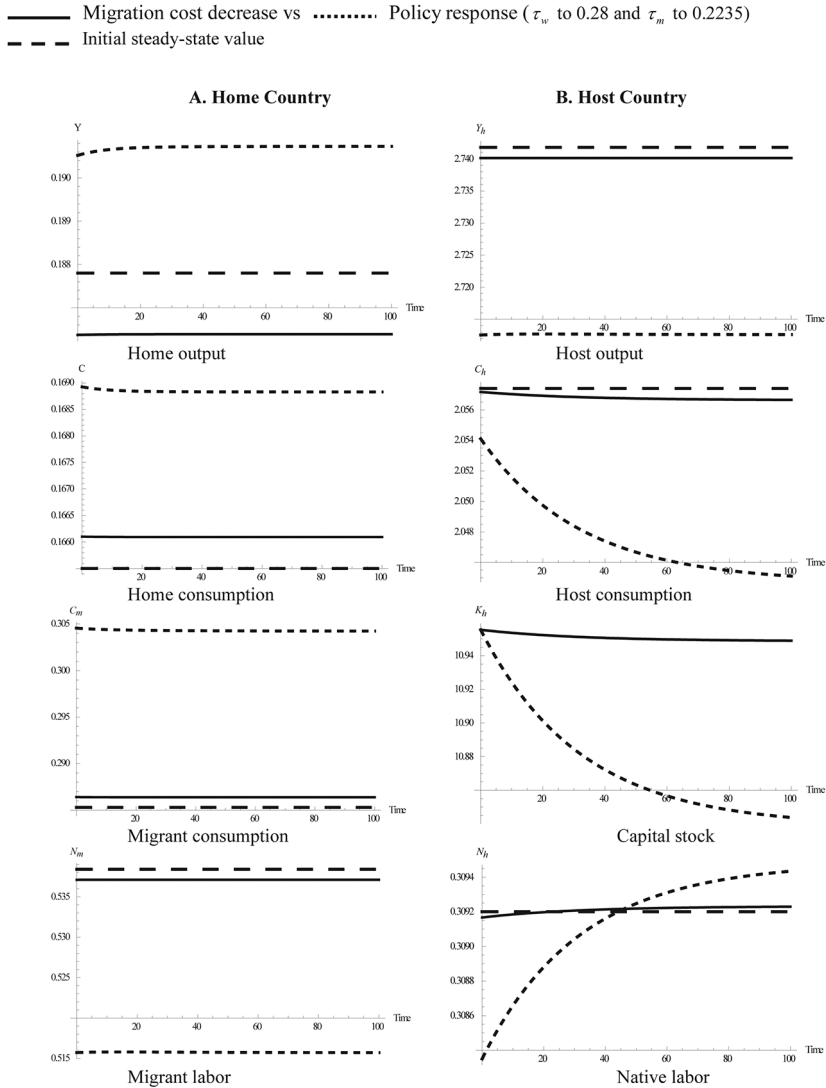 Migration cost decrease vs Policy response (τw to 0.28 and τm to 0.2235)
Initial steady-state value
A. Home Country
B. Host Country
Y
0.190
0.189
0.188
20 40 60 80 100 Time
Home output
Yh
2.740
2.735
2.730
2.725
2.720
20 40 60 80 100 Time
Host output
C
0.1690
0.1685
0.1680
0.1675
0.1670
0.1665
0.1660
20 40 60 80 100 Time
Home consumption
Ch
2.056
2.054
2.052
2.050
2.048
20 40 60 80 100 Time
Host consumption
Cm
0.305
0.300
0.295
0.290
20 40 60 80 100 Time
Migrant consumption
Kh
10.94
10.92
10.90
10.88
20 40 60 80 100 Time
Capital stock
Nm
0.535
0.530
0.525
0.515
20 40 60 80 100 Time
Migrant labor
Nh
0.3094
0.3092
0.3090
0.3088
0.3086
20 40 60 80 100 Time
Native labor